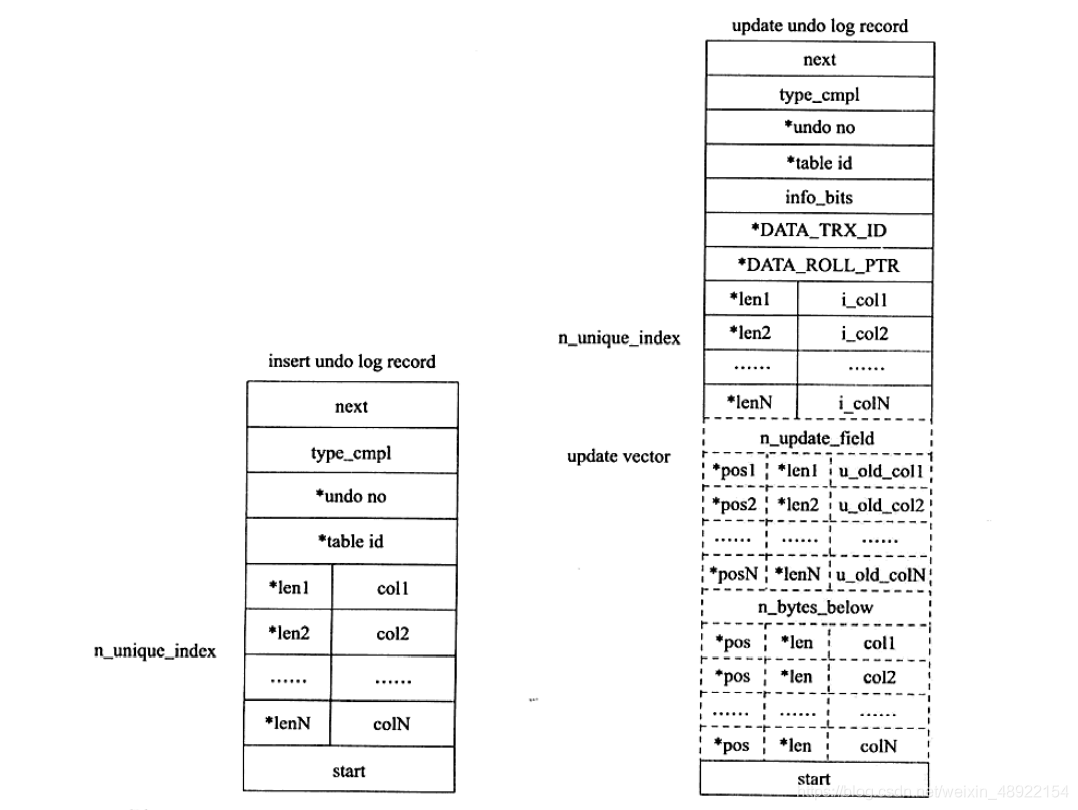 update undo log record
next
type_cmpl
*undo no
*table id
info_bits
*DATA_TRX_ID
*DATA_ROLL_PTR
*len1 i_col1
n_unique_index *len2 i_col2
...... ......
*lenN i_colN
n_update_field
update vector *pos1 *len1 u_old_col1
*pos2 *len2 u_old_col2
...... ...... ......
*posN *lenN u_old_colN
n_bytes_below
*pos *len col1
*pos *len col2
...... ...... ......
*pos *len colN
start
insert undo log record
next
type_cmpl
*undo no
*table id
*len1 col1
n_unique_index *len2 col2
...... ......
*lenN colN
start
https://blog.csdn.net/weixin_48922154